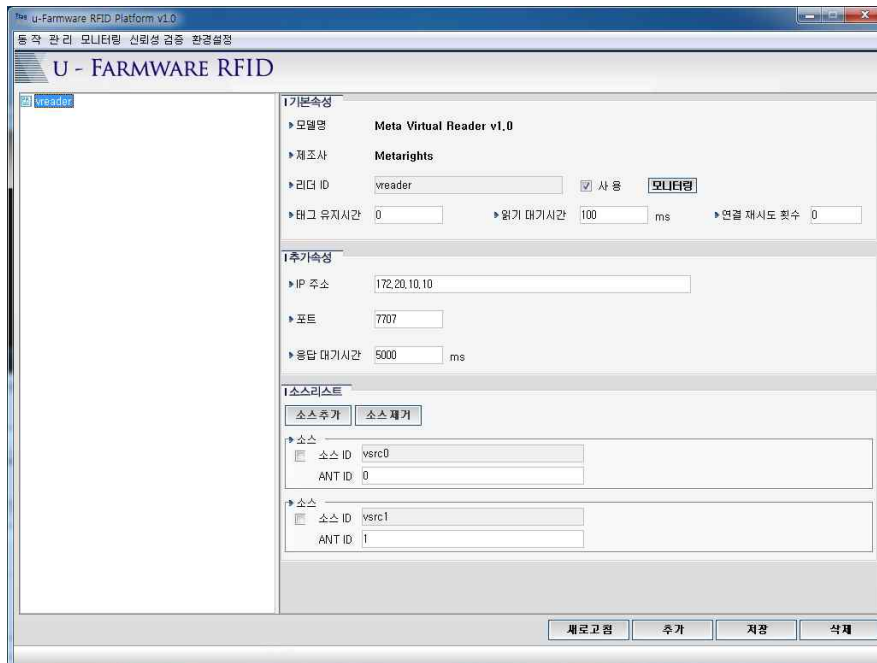 u-Farmware RFID Platform v1.0
동 작 관 리 모니터링 신뢰성 검증 환경설정
U - FARMWARE RFID
vreader
기본속성
모델명 Meta Virtual Reader v1.0
제조사 Metarights
리더 ID vreader 사 용 모니터링
태그 유지시간 0 읽기 대기시간 100 ms 연결 재시도 횟수 0
추가속성
IP 주소 172.20.10.10
포트 7707
응답 대기시간 5000 ms
소스리스트
소스추가 소스제거
소스
소스 ID vsrc0
ANT ID 0
소스
소스 ID vsrc1
ANT ID 1
새로고침 추가 저장 삭제